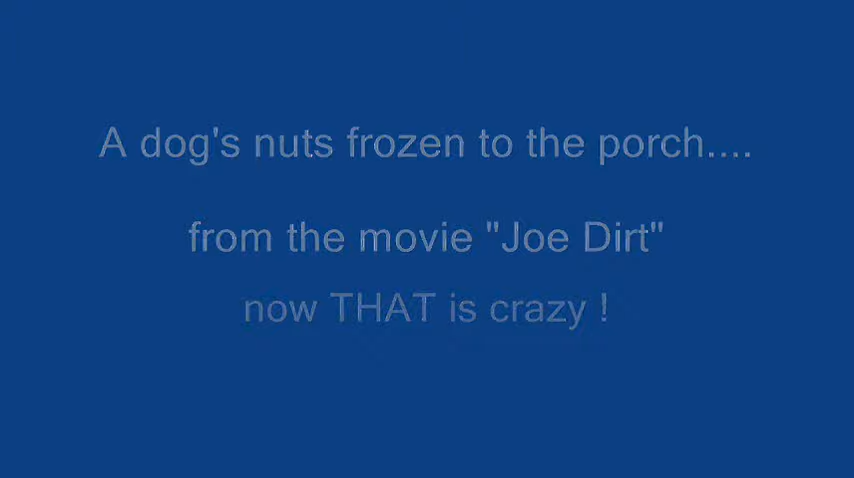 A dog's nuts frozen to the porch....
from the movie "Joe Dirt"
now THAT is crazy !